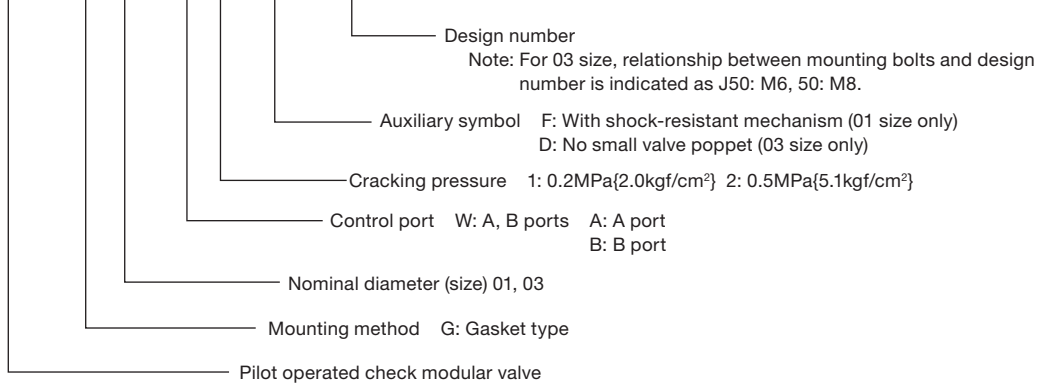 Design number
Note: For 03 size, relationship between mounting bolts and design
number is indicated as J50: M6, 50: M8.
Auxiliary symbol F: With shock-resistant mechanism (01 size only)
D: No small valve poppet (03 size only)
Cracking pressure 1: 0.2MPa{2.0kgf/cm²} 2: 0.5MPa{5.1kgf/cm²}
Control port W: A, B ports A: A port
B: B port
Nominal diameter (size) 01, 03
Mounting method G: Gasket type
Pilot operated check modular valve